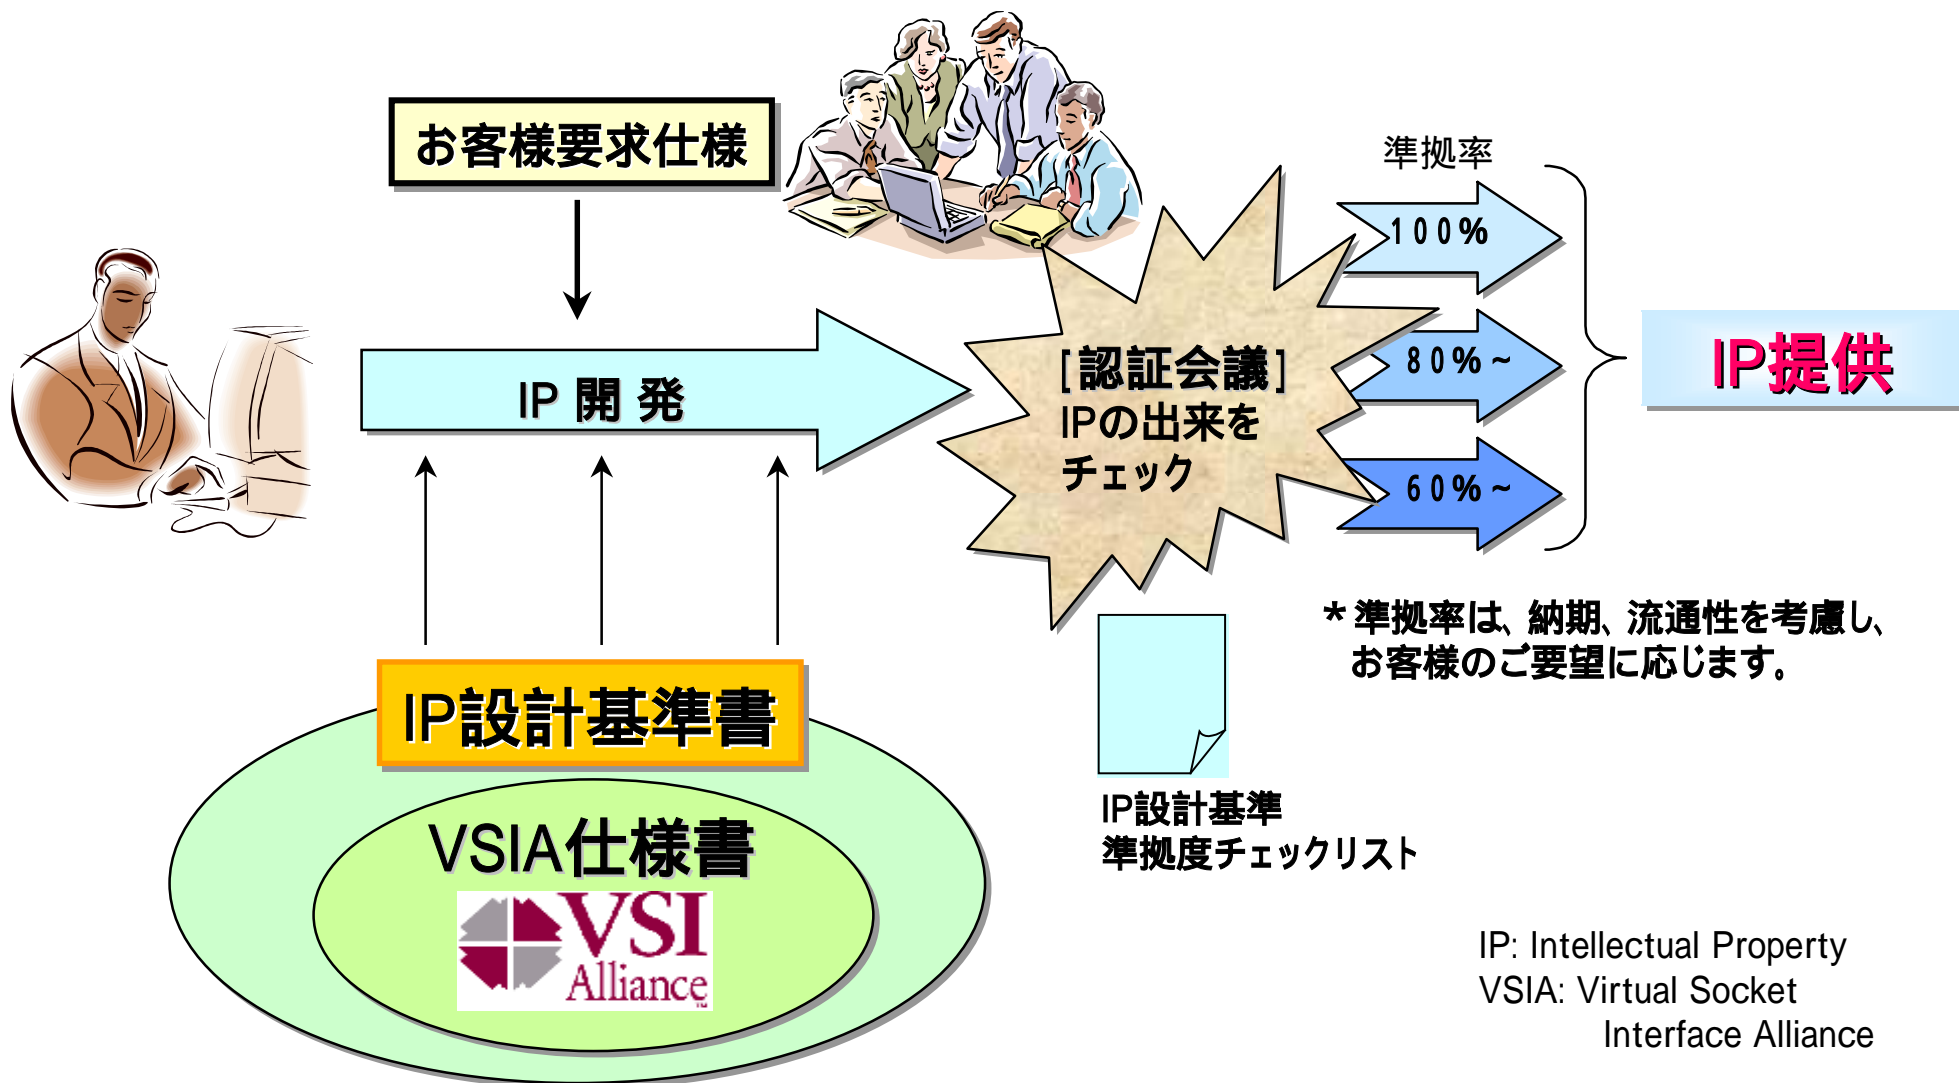 お客様要求仕様
準拠率
100%
80%~
60%~
IP提供
IP 開 発
[認証会議]
IPの出来を
チェック
*準拠率は、納期、流通性を考慮し、
お客様のご要望に応じます。
IP設計基準書
VSIA仕様書
VSI
Alliance
TM
IP設計基準
準拠度チェックリスト
IP: Intellectual Property
VSIA: Virtual Socket
Interface Alliance